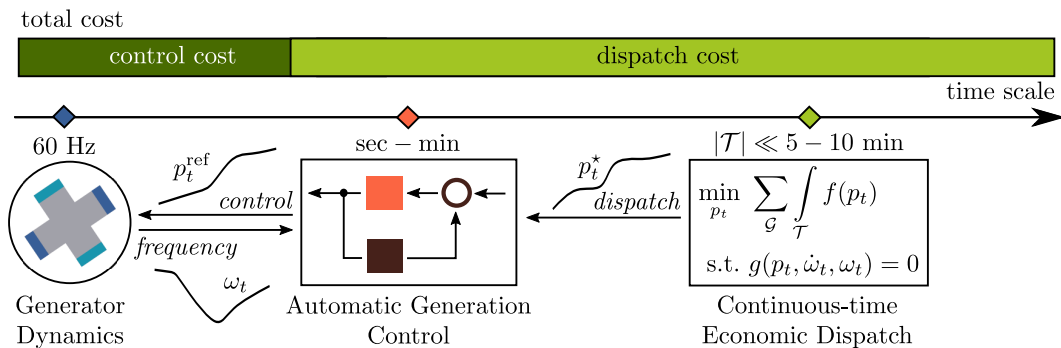 total cost
control cost
dispatch cost
time scale
60 Hz
sec − min
|𝒯| ≪ 5 − 10 min
p_t^ref
control
frequency
ω_t
p_t^⋆
dispatch
min_{p_t} ∑_𝒢 ∫_𝒯 f(p_t)
s.t. g(p_t, ω̇_t, ω_t) = 0
Generator
Dynamics
Automatic Generation
Control
Continuous-time
Economic Dispatch